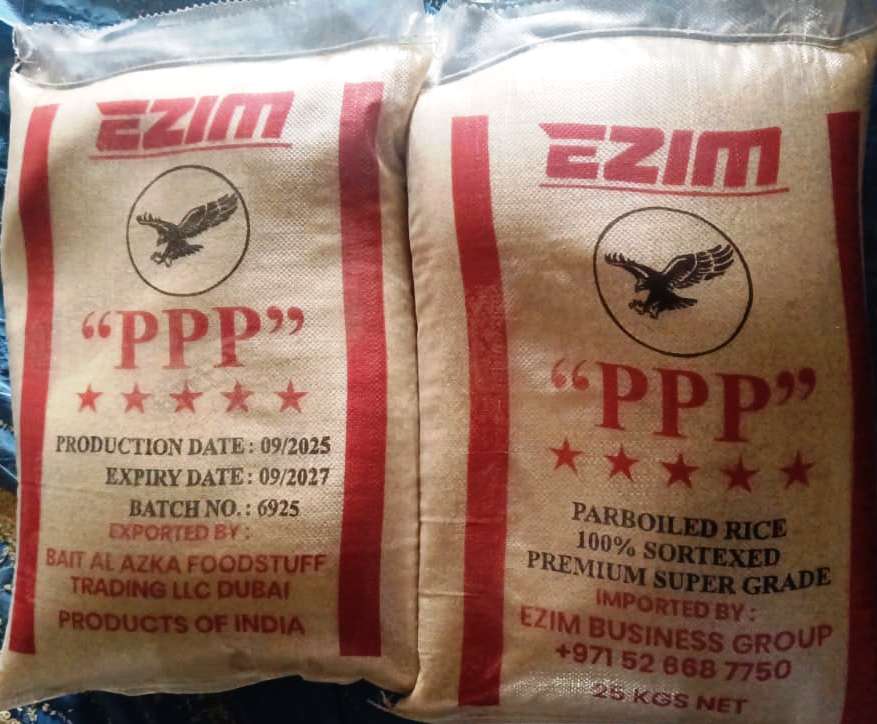 EZIM
“PPP”
PRODUCTION DATE : 09/2025
EXPIRY DATE : 09/2027
BATCH NO. : 6925
EXPORTED BY :
BAIT AL AZKA FOODSTUFF
TRADING LLC DUBAI
PRODUCTS OF INDIA
EZIM
“PPP”
PARBOILED RICE
100% SORTEXED
PREMIUM SUPER GRADE
IMPORTED BY :
EZIM BUSINESS GROUP
+971 52 668 7750
25 KGS NET